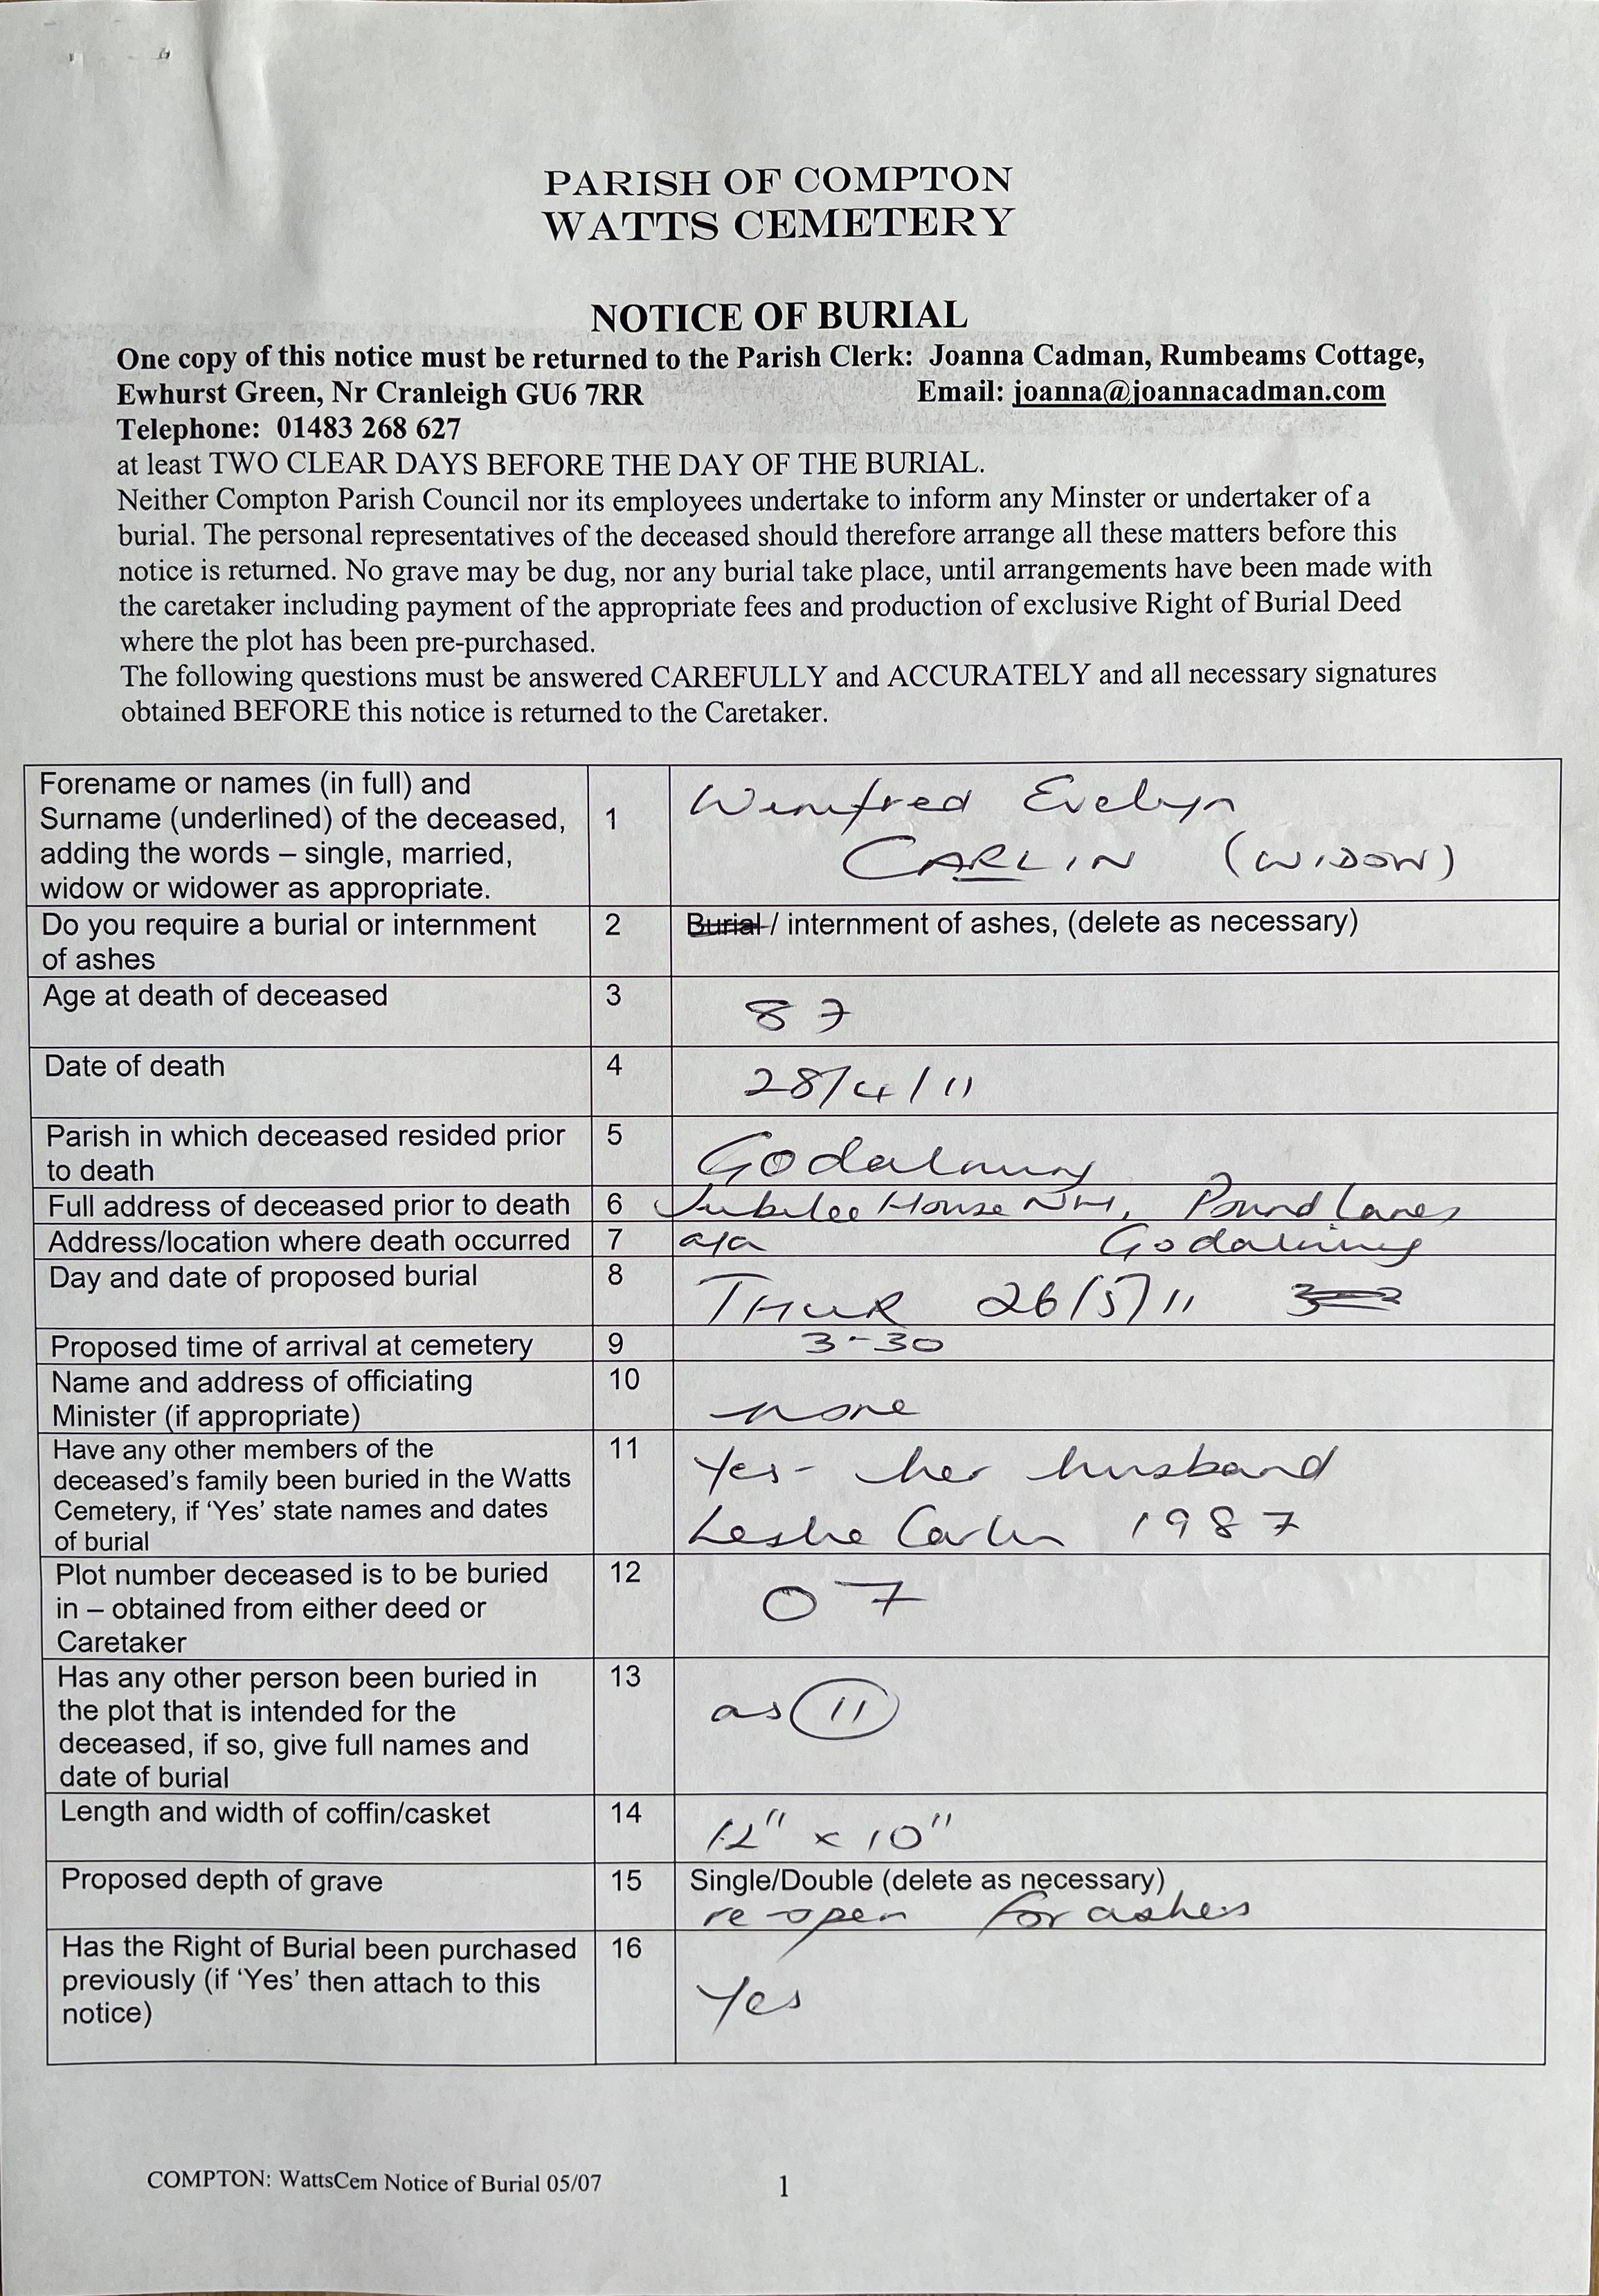 PARISH OF COMPTON
WATTS CEMETERY
NOTICE OF BURIAL
One copy of this notice must be returned to the Parish Clerk: Joanna Cadman, Rumbeams Cottage,
Ewhurst Green, Nr Cranleigh GU6 7RR Email: joanna@joannacadman.com
Telephone: 01483 268 627
at least TWO CLEAR DAYS BEFORE THE DAY OF THE BURIAL.
Neither Compton Parish Council nor its employees undertake to inform any Minster or undertaker of a
burial. The personal representatives of the deceased should therefore arrange all these matters before this
notice is returned. No grave may be dug, nor any burial take place, until arrangements have been made with
the caretaker including payment of the appropriate fees and production of exclusive Right of Burial Deed
where the plot has been pre-purchased.
The following questions must be answered CAREFULLY and ACCURATELY and all necessary signatures
obtained BEFORE this notice is returned to the Caretaker.
Forename or names (in full) and
Surname (underlined) of the deceased,
adding the words – single, married,
widow or widower as appropriate.
1
Winifred Evelyn
CARLIN (WIDOW)
Do you require a burial or internment
of ashes
2
Burial / internment of ashes, (delete as necessary)
Age at death of deceased
3
87
Date of death
4
28/4/11
Parish in which deceased resided prior
to death
5
Godalming
Full address of deceased prior to death
6
Jubilee House NH, Pound Lane,
Address/location where death occurred
7
a/a Godalming
Day and date of proposed burial
8
THUR 26/5/11
Proposed time of arrival at cemetery
9
3-30
Name and address of officiating
Minister (if appropriate)
10
none
Have any other members of the
deceased's family been buried in the Watts
Cemetery, if 'Yes' state names and dates
of burial
11
Yes - her husband
Leslie Carlin 1987
Plot number deceased is to be buried
in – obtained from either deed or
Caretaker
12
07
Has any other person been buried in
the plot that is intended for the
deceased, if so, give full names and
date of burial
13
as 11
Length and width of coffin/casket
14
12" x 10"
Proposed depth of grave
15
Single/Double (delete as necessary)
re-open for ashes
Has the Right of Burial been purchased
previously (if 'Yes' then attach to this
notice)
16
Yes
COMPTON: WattsCem Notice of Burial 05/07
1